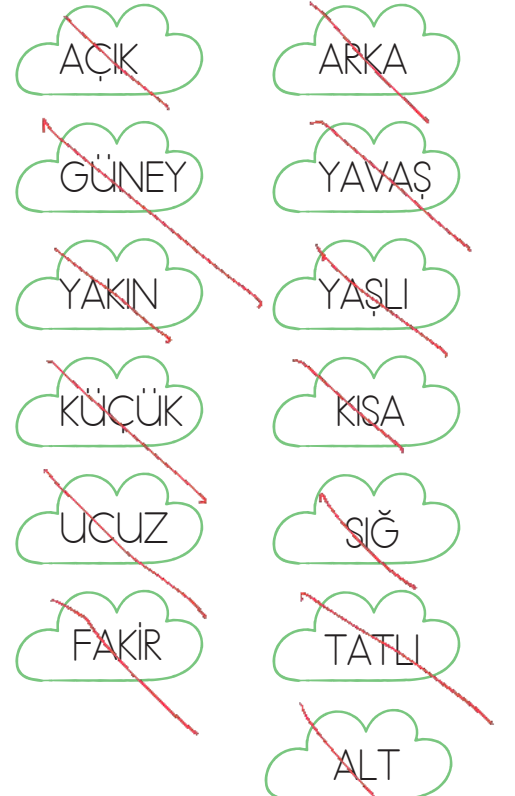 AÇIK
ARKA
GÜNEY
YAVAŞ
YAKIN
YAŞLI
KÜÇÜK
KISA
UCUZ
SIĞ
FAKİR
TATLI
ALT